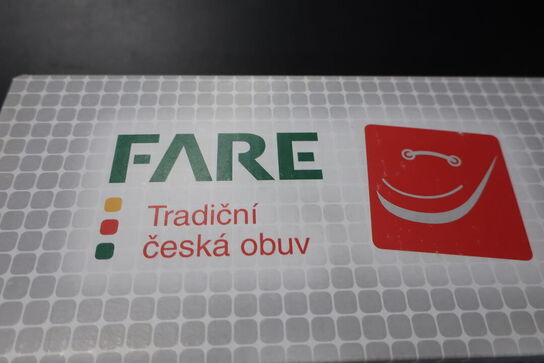 FARE
Tradiční
česká obuv